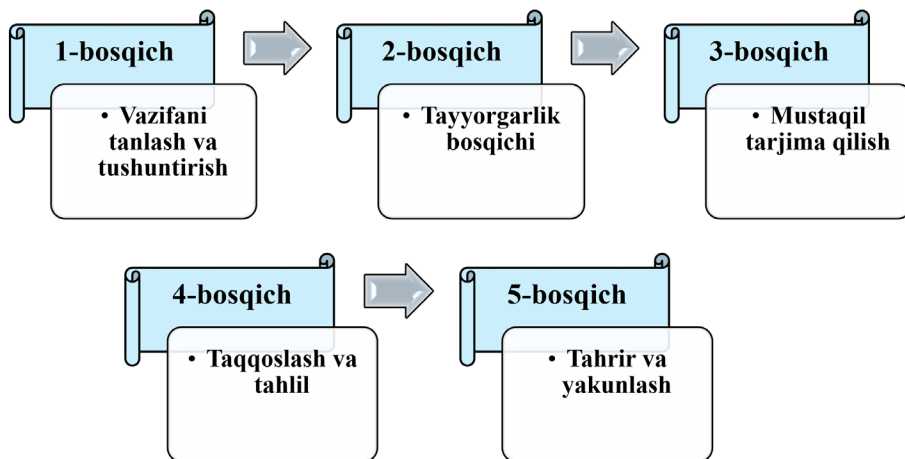 1-bosqich
• Vazifani
tanlash va
tushuntirish
2-bosqich
• Tayyorgarlik
bosqichi
3-bosqich
• Mustaqil
tarjima qilish
4-bosqich
• Taqqoslash va
tahlil
5-bosqich
• Tahrir va
yakunlash